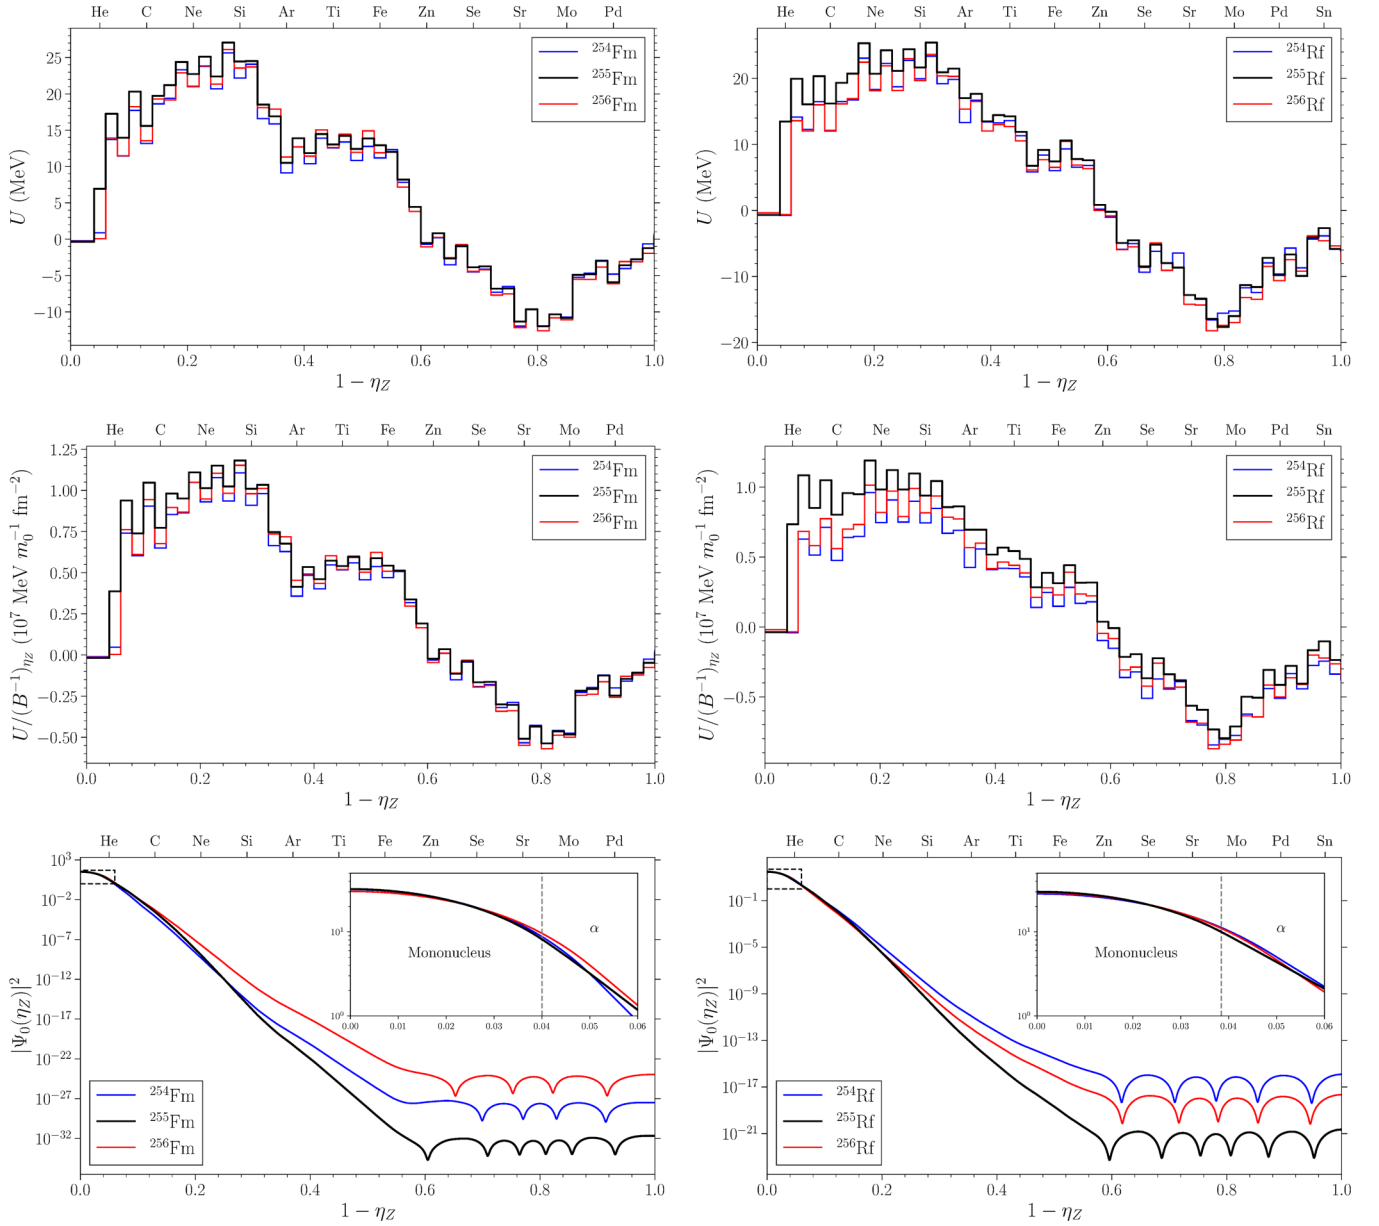 He C Ne Si Ar Ti Fe Zn Se Sr Mo Pd
25
20
15
10
5
0
−5
−10
U (MeV)
²⁵⁴Fm
²⁵⁵Fm
²⁵⁶Fm
0.0 0.2 0.4 0.6 0.8 1.0
1 − η_Z
He C Ne Si Ar Ti Fe Zn Se Sr Mo Pd Sn
20
10
0
−10
−20
U (MeV)
²⁵⁴Rf
²⁵⁵Rf
²⁵⁶Rf
0.0 0.2 0.4 0.6 0.8 1.0
1 − η_Z
He C Ne Si Ar Ti Fe Zn Se Sr Mo Pd
1.25
1.00
0.75
0.50
0.25
0.00
−0.25
−0.50
U/(B⁻¹)_η_Z (10⁷ MeV m₀⁻¹ fm⁻²)
²⁵⁴Fm
²⁵⁵Fm
²⁵⁶Fm
0.0 0.2 0.4 0.6 0.8 1.0
1 − η_Z
He C Ne Si Ar Ti Fe Zn Se Sr Mo Pd Sn
1.0
0.5
0.0
−0.5
U/(B⁻¹)_η_Z (10⁷ MeV m₀⁻¹ fm⁻²)
²⁵⁴Rf
²⁵⁵Rf
²⁵⁶Rf
0.0 0.2 0.4 0.6 0.8 1.0
1 − η_Z
He C Ne Si Ar Ti Fe Zn Se Sr Mo Pd
10³
10⁻²
10⁻⁷
10⁻¹²
10⁻¹⁷
10⁻²²
10⁻²⁷
10⁻³²
|Ψ₀(η_Z)|²
10¹
10⁰
Mononucleus
α
0.00 0.01 0.02 0.03 0.04 0.05 0.06
²⁵⁴Fm
²⁵⁵Fm
²⁵⁶Fm
0.0 0.2 0.4 0.6 0.8 1.0
1 − η_Z
He C Ne Si Ar Ti Fe Zn Se Sr Mo Pd Sn
10⁻¹
10⁻⁵
10⁻⁹
10⁻¹³
10⁻¹⁷
10⁻²¹
|Ψ₀(η_Z)|²
10¹
10⁰
Mononucleus
α
0.00 0.01 0.02 0.03 0.04 0.05 0.06
²⁵⁴Rf
²⁵⁵Rf
²⁵⁶Rf
0.0 0.2 0.4 0.6 0.8 1.0
1 − η_Z